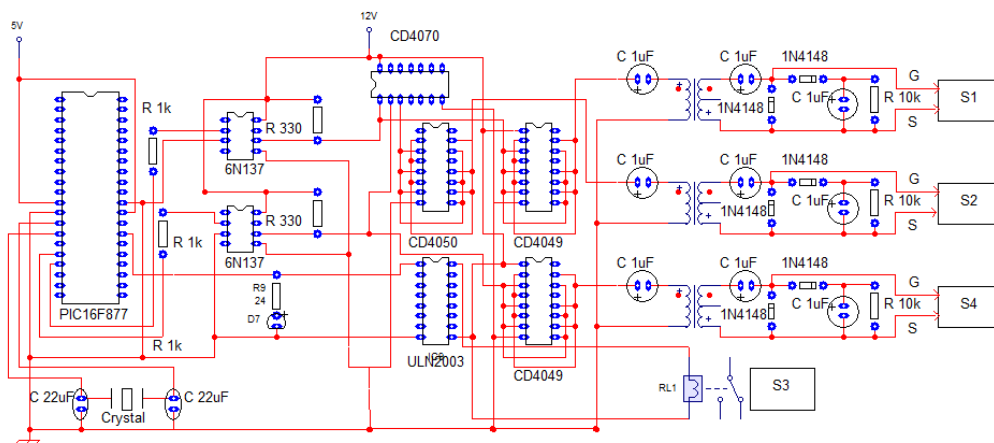 5V
12V
CD4070
R 1k
R 330
6N137
R 330
6N137
R 1k
PIC16F877
R 1k
C 22uF
Crystal
C 22uF
R9
24
D7
CD4050
CD4049
ULN2003
CD4049
C 1uF
C 1uF
1N4148
1N4148
C 1uF
R 10k
G
S
S1
C 1uF
C 1uF
1N4148
1N4148
C 1uF
R 10k
G
S
S2
C 1uF
C 1uF
1N4148
1N4148
C 1uF
R 10k
G
S
S4
RL1
S3